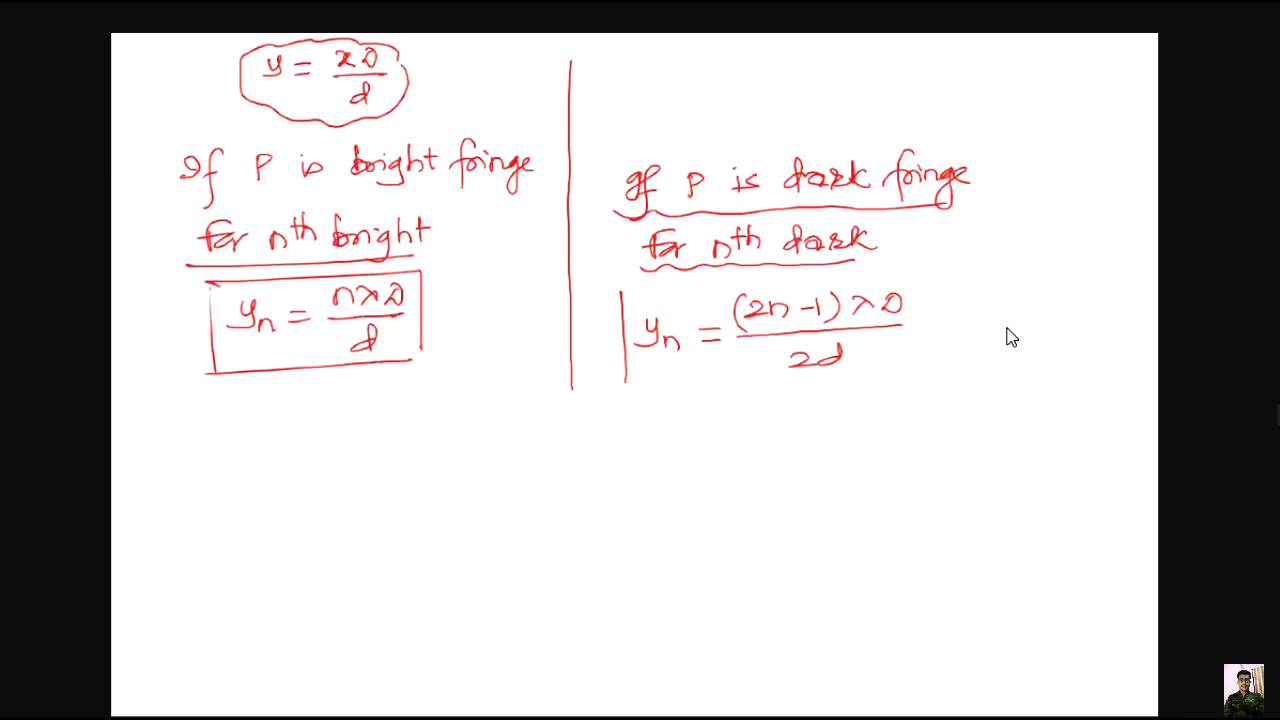 y = xD/d
If P is bright fringe
for nth bright
yn = nλD/d
If P is dark fringe
for nth dark
yn = (2n-1)λD/2d